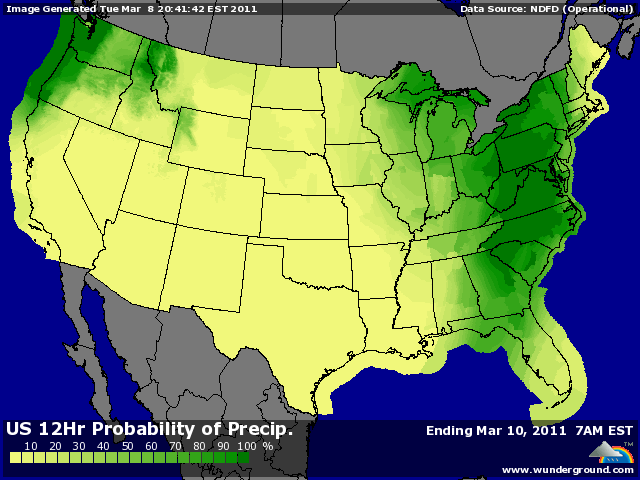 Image Generated Tue Mar 8 20:41:42 EST 2011
Data Source: NDFD (Operational)
US 12Hr Probability of Precip.
Ending Mar 10, 2011 7AM EST
10 20 30 40 50 60 70 80 90 100 %
TM
www.wunderground.com